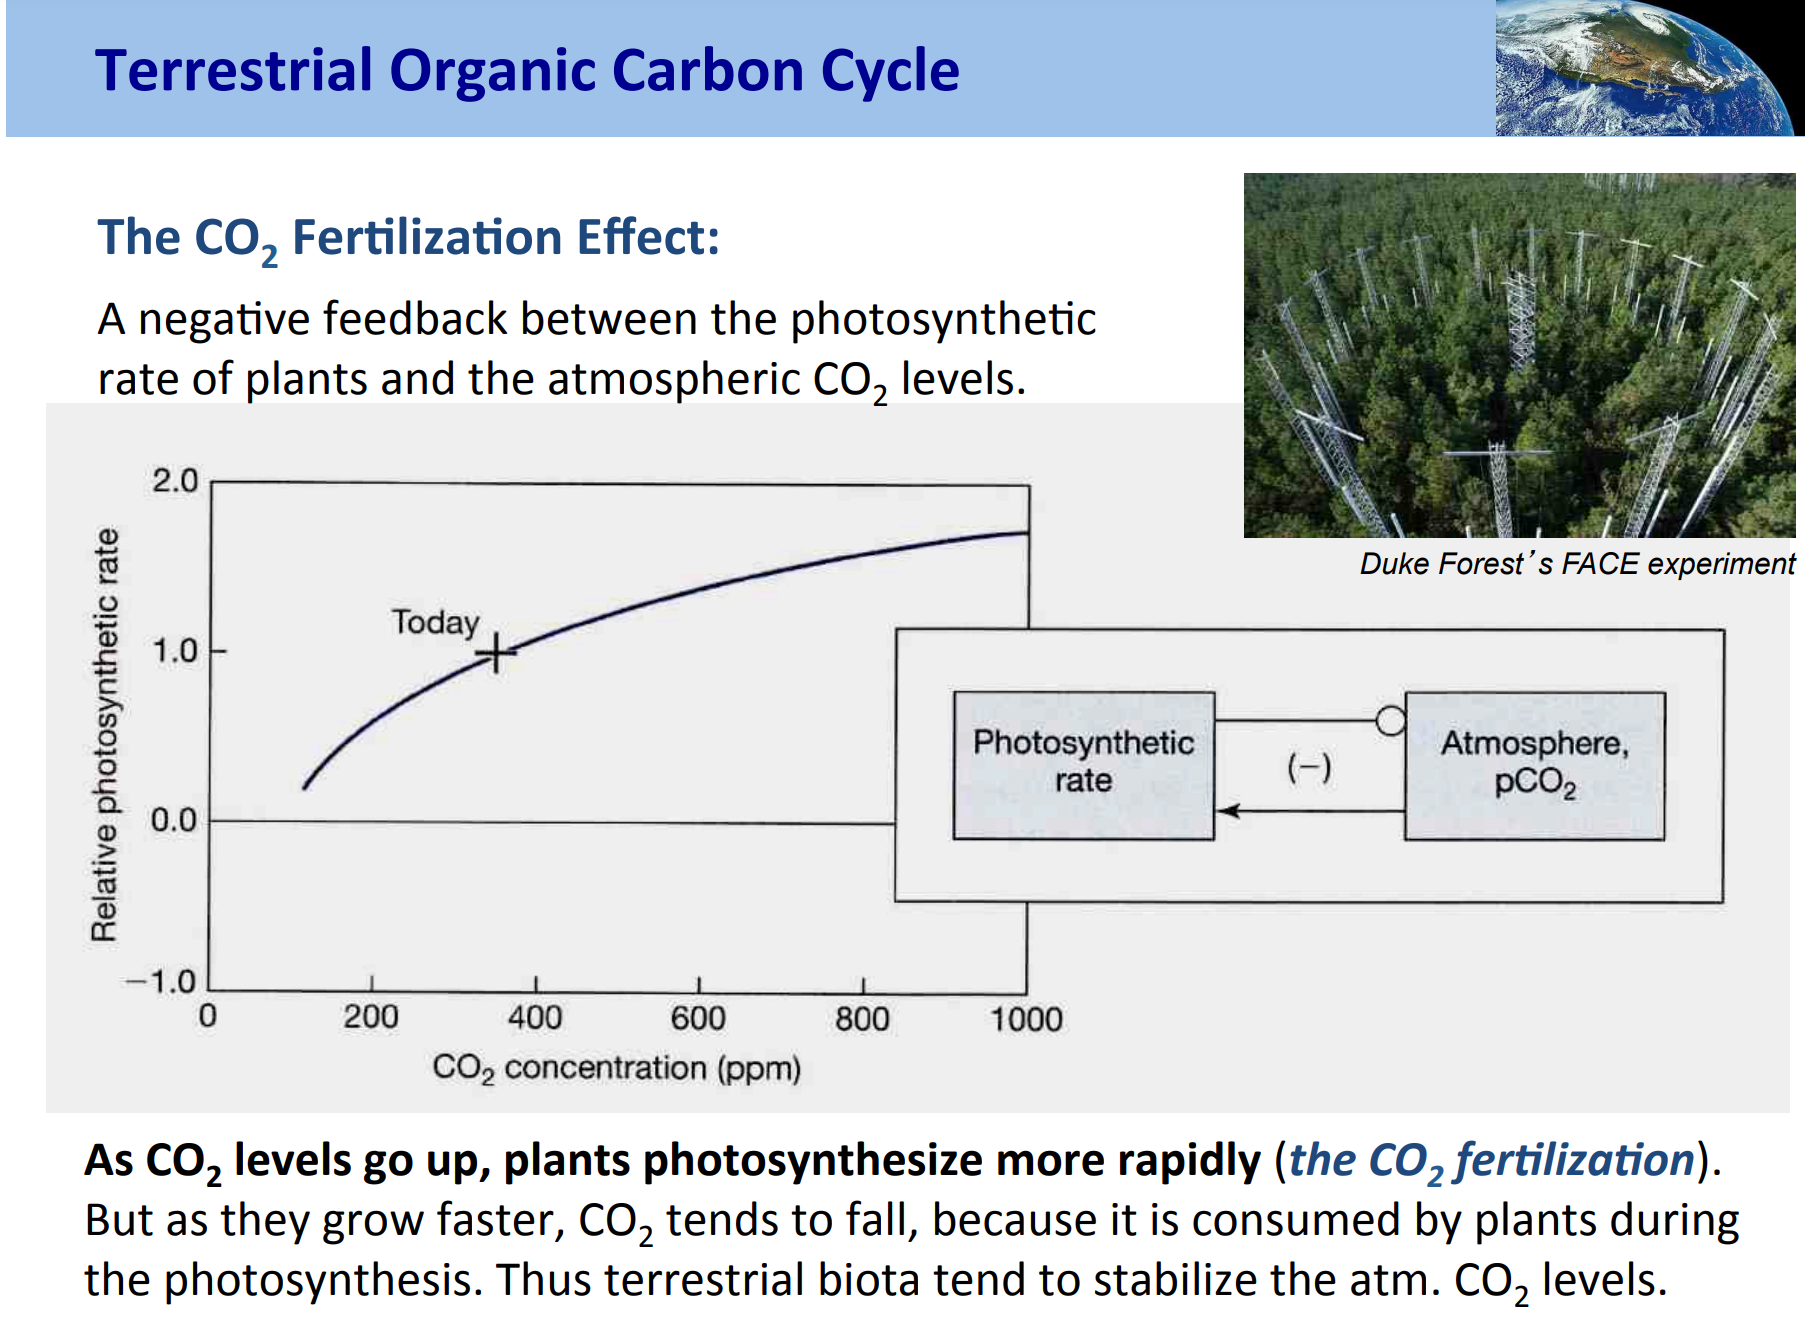 Terrestrial Organic Carbon Cycle
The CO₂ Fertilization Effect:
A negative feedback between the photosynthetic
rate of plants and the atmospheric CO₂ levels.
Duke Forest's FACE experiment
Relative photosynthetic rate
2.0
1.0
0.0
−1.0
Today
0 200 400 600 800 1000
CO₂ concentration (ppm)
Photosynthetic
rate
(−)
Atmosphere,
pCO₂
As CO₂ levels go up, plants photosynthesize more rapidly (the CO₂ fertilization).
But as they grow faster, CO₂ tends to fall, because it is consumed by plants during
the photosynthesis. Thus terrestrial biota tend to stabilize the atm. CO₂ levels.